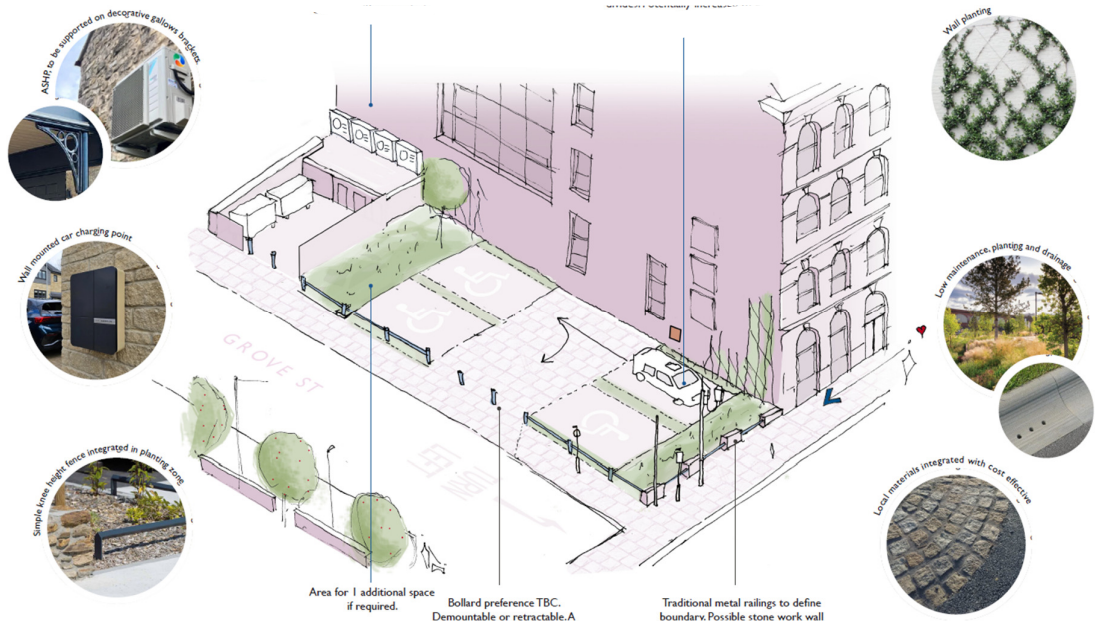 ASHP, to be supported on decorative gallows brackets.
Wall planting
Wall mounted car charging point
Low maintenance, planting and drainage
GROVE ST
Simple knee height fence integrated in planting zone
Local materials integrated with cost effective
Area for 1 additional space
if required.
Bollard preference TBC.
Demountable or retractable. A
Traditional metal railings to define
boundary. Possible stone work wall